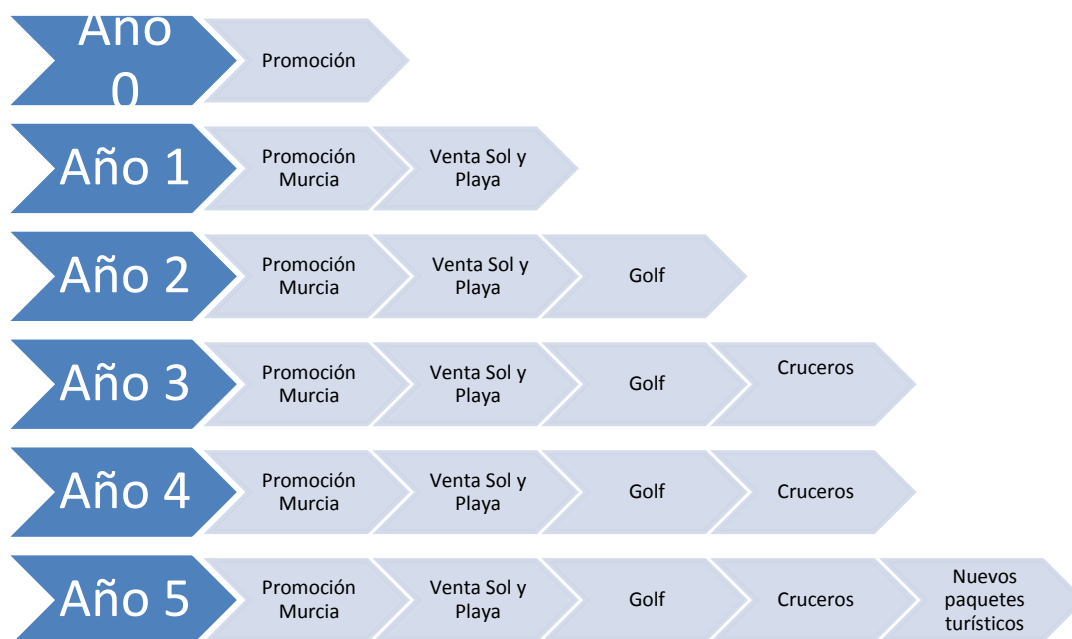 Año
0
Promoción
Año 1
Promoción
Murcia
Venta Sol y
Playa
Año 2
Promoción
Murcia
Venta Sol y
Playa
Golf
Año 3
Promoción
Murcia
Venta Sol y
Playa
Golf
Cruceros
Año 4
Promoción
Murcia
Venta Sol y
Playa
Golf
Cruceros
Año 5
Promoción
Murcia
Venta Sol y
Playa
Golf
Cruceros
Nuevos
paquetes
turísticos